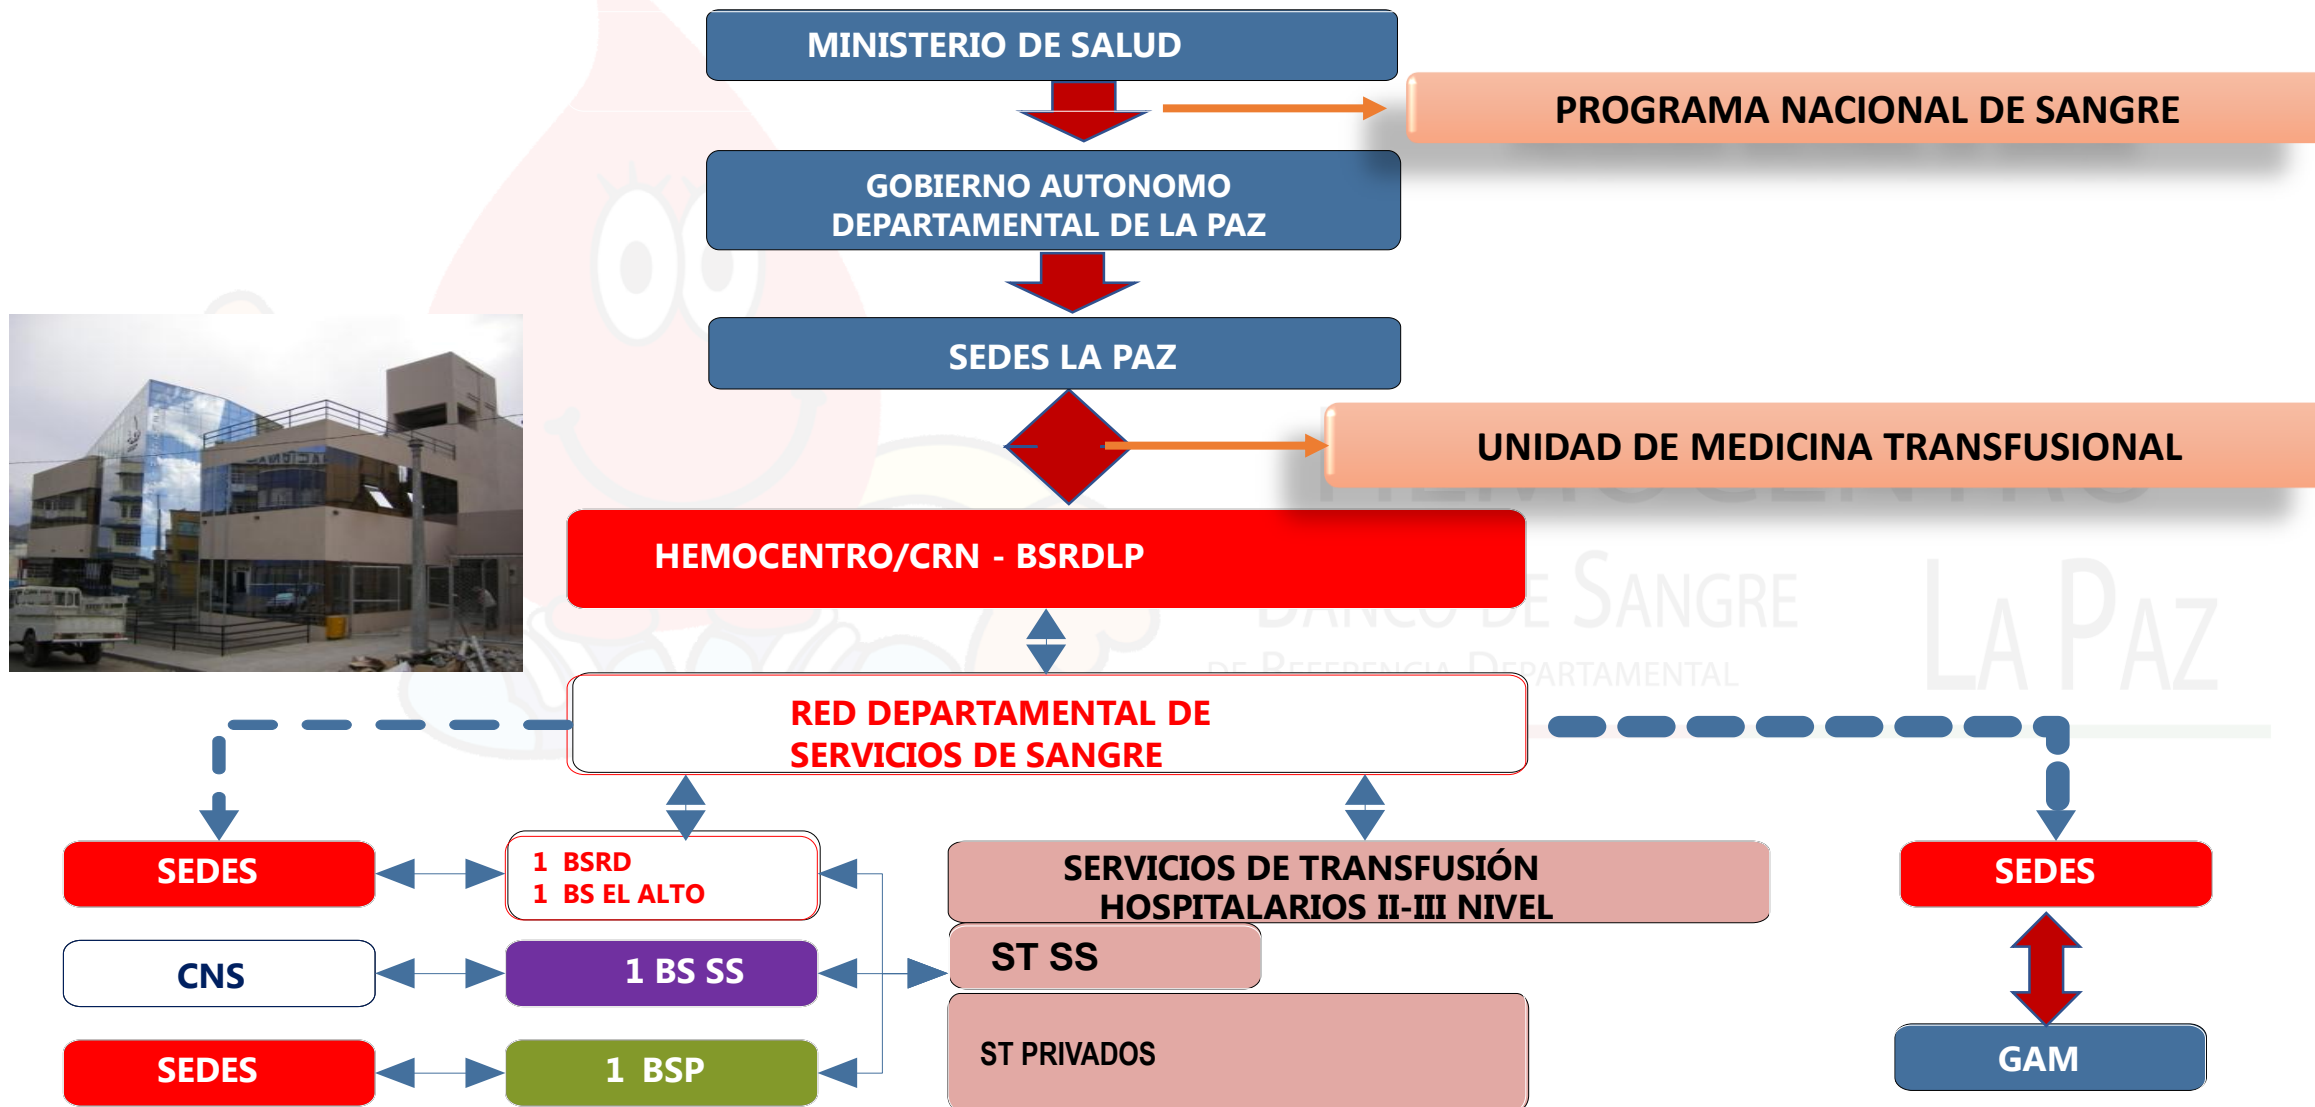 MINISTERIO DE SALUD
PROGRAMA NACIONAL DE SANGRE
GOBIERNO AUTONOMO
DEPARTAMENTAL DE LA PAZ
SEDES LA PAZ
UNIDAD DE MEDICINA TRANSFUSIONAL
HEMOCENTRO
HEMOCENTRO/CRN - BSRDLP
BANCO DE SANGRE
DE REFERENCIA DEPARTAMENTAL
LA PAZ
RED DEPARTAMENTAL DE
SERVICIOS DE SANGRE
SEDES
1 BSRD
1 BS EL ALTO
SERVICIOS DE TRANSFUSIÓN
HOSPITALARIOS II-III NIVEL
SEDES
CNS
1 BS SS
ST SS
SEDES
1 BSP
ST PRIVADOS
GAM